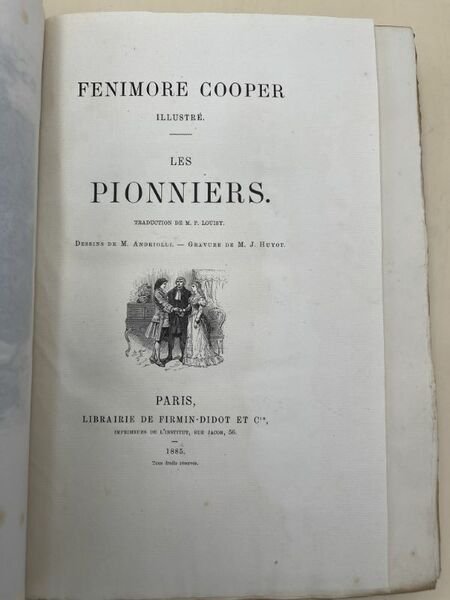 FENIMORE COOPER
ILLUSTRÉ.
LES
PIONNIERS.
TRADUCTION DE M. P. LOUISY.
DESSINS DE M. ANDRIOLLI. — GRAVURE DE M. J. HUYOT.
PARIS,
LIBRAIRIE DE FIRMIN-DIDOT ET Cie,
IMPRIMEURS DE L'INSTITUT, RUE JACOB, 56.
1885.
Tous droits réservés.